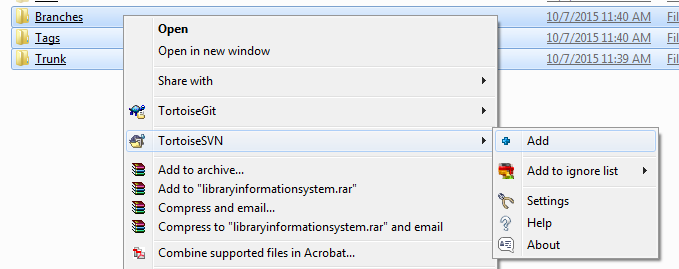 Branches 10/7/2015 11:40 AM Fil
Tags 10/7/2015 11:40 AM Fil
Trunk 10/7/2015 11:39 AM Fil
Open
Open in new window
Share with
TortoiseGit
TortoiseSVN
Add to archive...
Add to "libraryinformationsystem.rar"
Compress and email...
Compress to "libraryinformationsystem.rar" and email
Combine supported files in Acrobat...
Add
Add to ignore list
Settings
Help
About